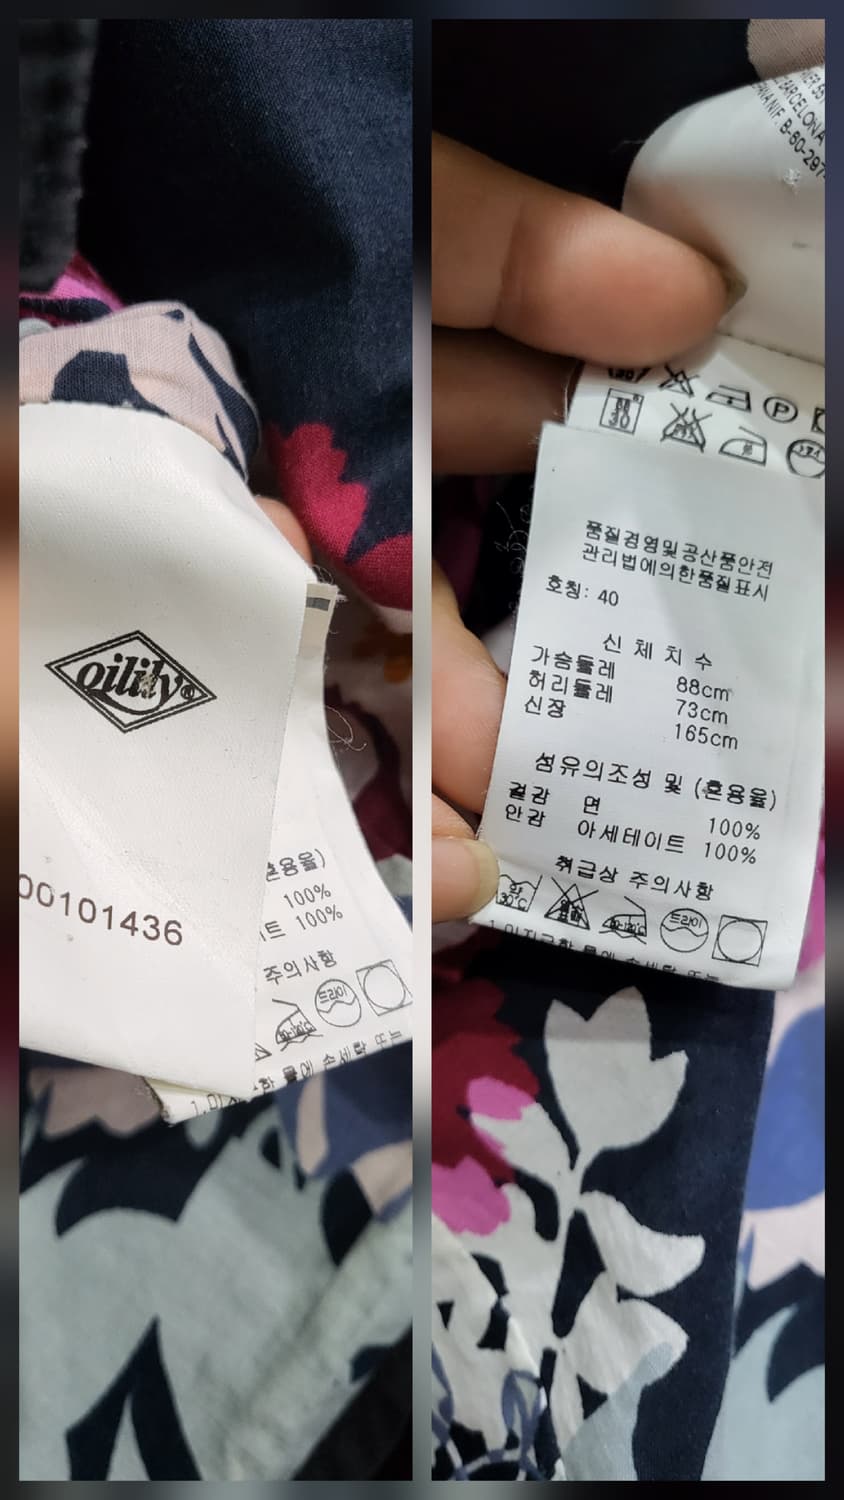 oilily®
00101436
(혼용율)
100%
트 100%
주의사항
드라이
BARCELONA
품질경영및공산품안전
관리법에의한품질표시
호칭: 40
신 체 치 수
가슴둘레 88cm
허리둘레 73cm
신장 165cm
섬유의조성 및 (혼용율)
겉감 면 100%
안감 아세테이트 100%
취급상 주의사항
약
30℃
드라이